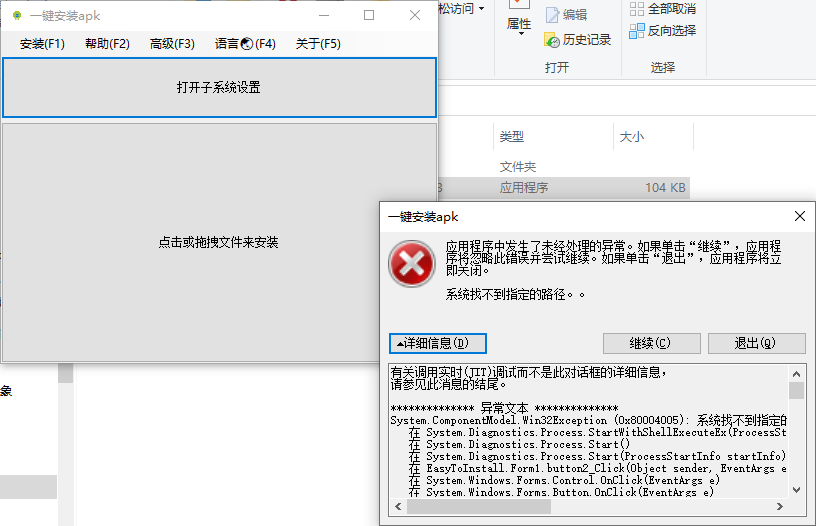 一键安装apk
安装(F1) 帮助(F2) 高级(F3) 语言(F4) 关于(F5)
打开子系统设置
点击或拖拽文件来安装
松访问
属性
编辑
历史记录
打开
全部取消
反向选择
选择
类型 大小
文件夹
应用程序 104 KB
象
一键安装apk
应用程序中发生了未经处理的异常。如果单击“继续”，应用程
序将忽略此错误并尝试继续。如果单击“退出”，应用程序将立
即关闭。
系统找不到指定的路径。。
详细信息(D) 继续(C) 退出(Q)
有关调用实时(JIT)调试而不是此对话框的详细信息，
请参见此消息的结尾。
************** 异常文本 **************
System.ComponentModel.Win32Exception (0x80004005): 系统找不到指定的
在 System.Diagnostics.Process.StartWithShellExecuteEx(ProcessSt
在 System.Diagnostics.Process.Start()
在 System.Diagnostics.Process.Start(ProcessStartInfo startInfo)
在 EasyToInstall.Form1.button2_Click(Object sender, EventArgs e
在 System.Windows.Forms.Control.OnClick(EventArgs e)
在 System.Windows.Forms.Button.OnClick(EventArgs e)